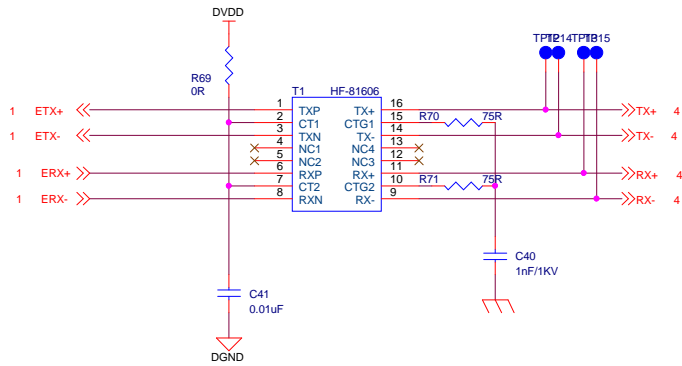 DVDD
R69
0R
T1 HF-81606
TP12 TP14 TP13 TP15
1 ETX+ 1 TXP TX+ 16 TX+ 4
2 CT1 CTG1 15 R70 75R
1 ETX- 3 TXN TX- 14 TX- 4
4 NC1 NC4 13
5 NC2 NC3 12
1 ERX+ 6 RXP RX+ 11 RX+ 4
7 CT2 CTG2 10 R71 75R
1 ERX- 8 RXN RX- 9 RX- 4
C40
1nF/1KV
C41
0.01uF
DGND